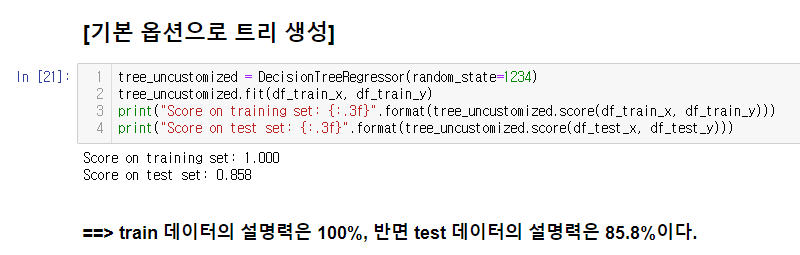 [기본 옵션으로 트리 생성]
In [21]:
1 tree_uncustomized = DecisionTreeRegressor(random_state=1234)
2 tree_uncustomized.fit(df_train_x, df_train_y)
3 print("Score on training set: {:.3f}".format(tree_uncustomized.score(df_train_x, df_train_y)))
4 print("Score on test set: {:.3f}".format(tree_uncustomized.score(df_test_x, df_test_y)))
Score on training set: 1.000
Score on test set: 0.858
==> train 데이터의 설명력은 100%, 반면 test 데이터의 설명력은 85.8%이다.